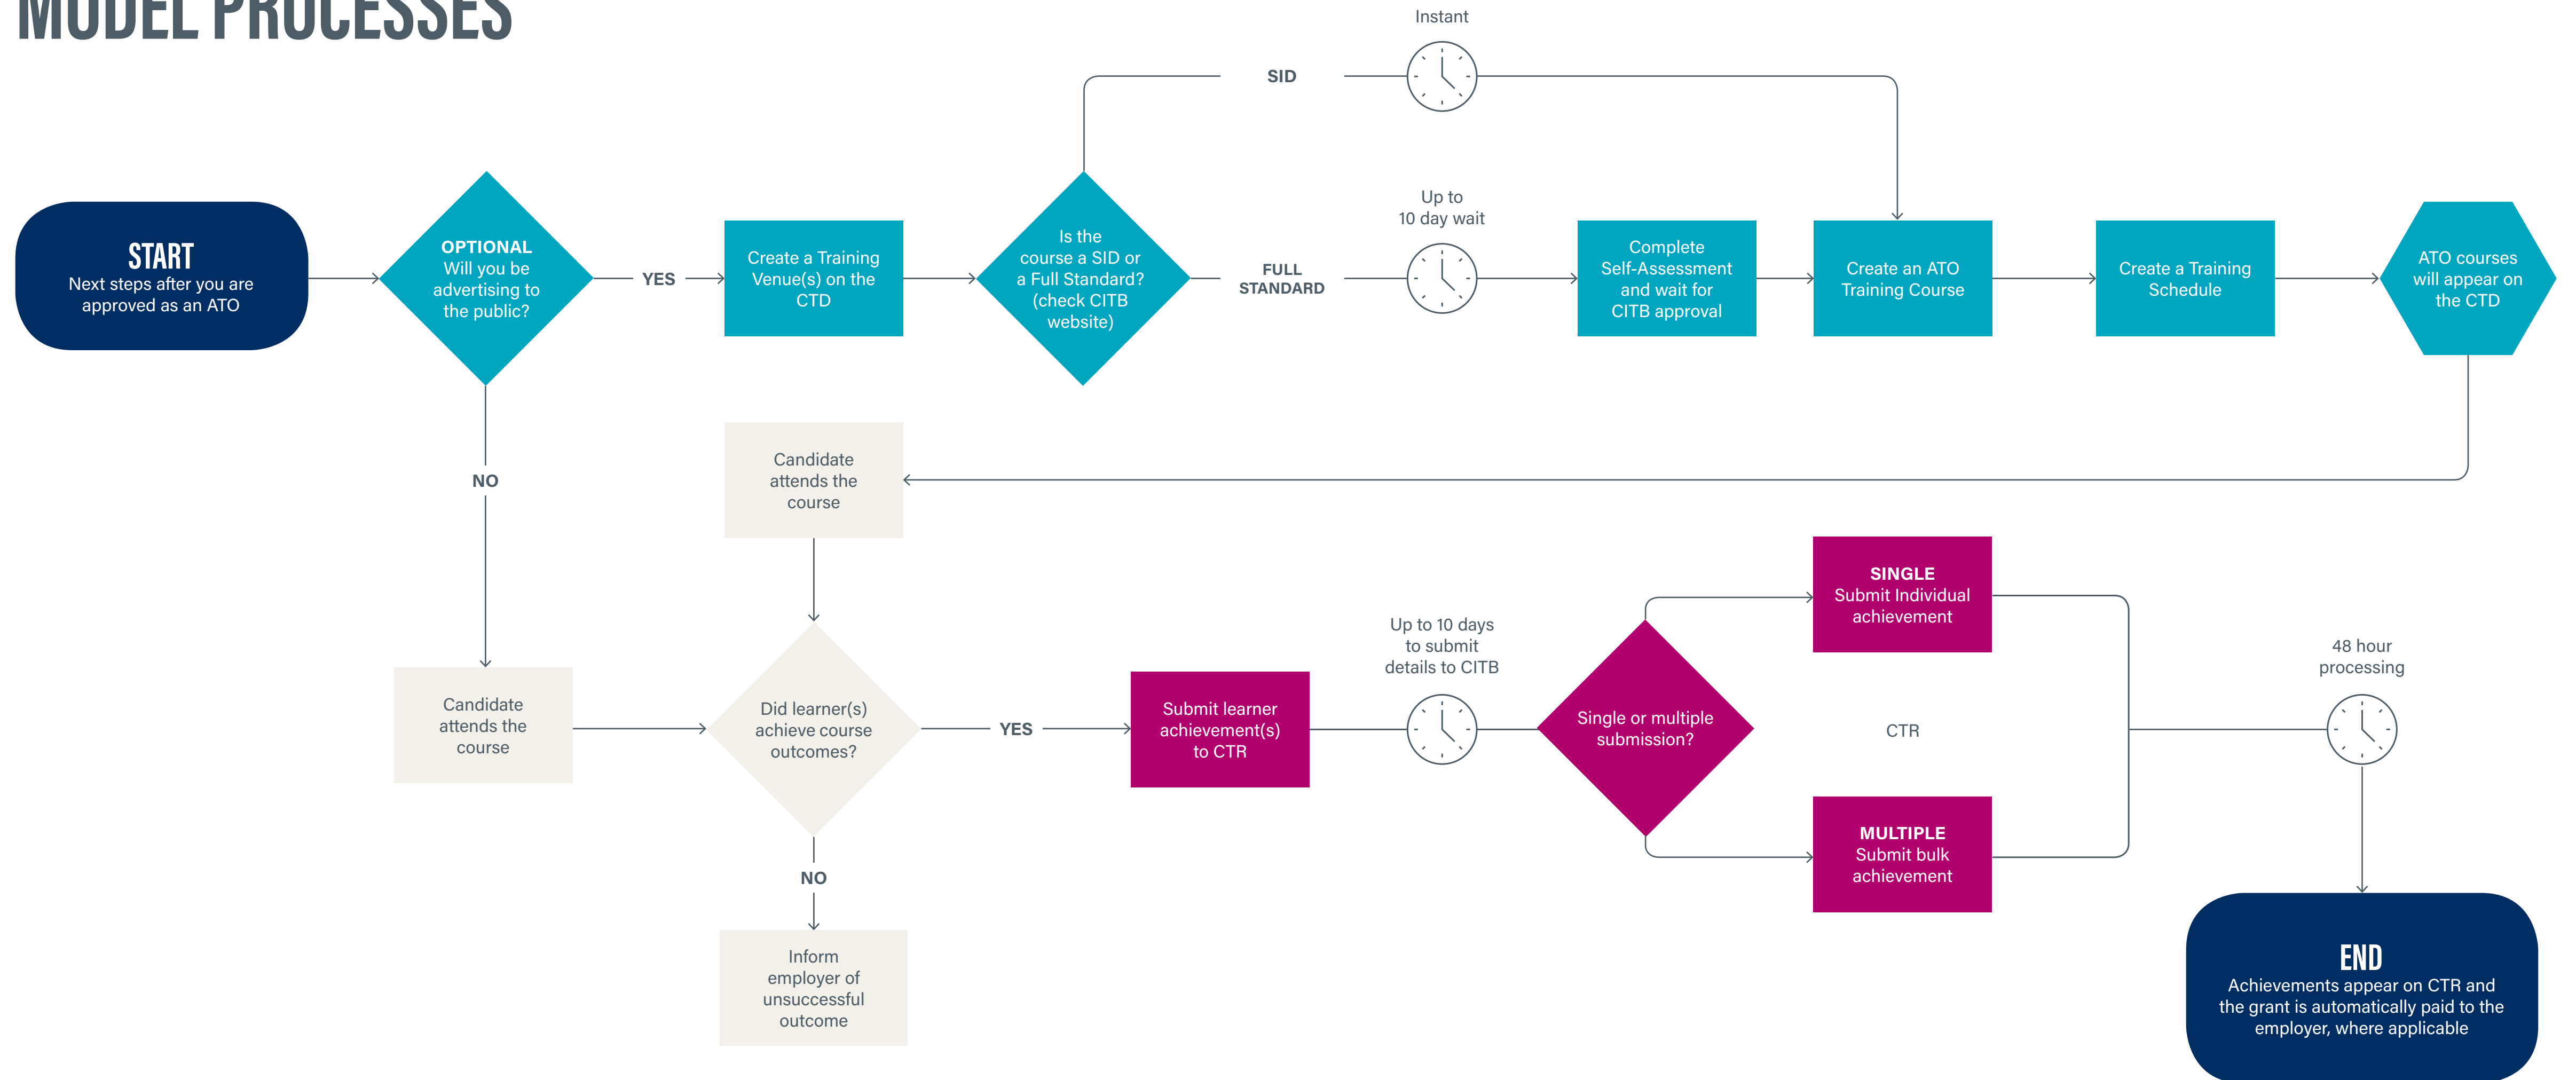 MODEL PROCESSES
Instant
SID
START
Next steps after you are
approved as an ATO
OPTIONAL
Will you be
advertising to
the public?
YES
Create a Training
Venue(s) on the
CTD
Is the
course a SID or
a Full Standard?
(check CITB
website)
FULL
STANDARD
Up to
10 day wait
Complete
Self-Assessment
and wait for
CITB approval
Create an ATO
Training Course
Create a Training
Schedule
ATO courses
will appear on
the CTD
NO
Candidate
attends the
course
Candidate
attends the
course
Did learner(s)
achieve course
outcomes?
YES
Submit learner
achievement(s)
to CTR
Up to 10 days
to submit
details to CITB
Single or multiple
submission?
SINGLE
Submit Individual
achievement
CTR
MULTIPLE
Submit bulk
achievement
48 hour
processing
NO
Inform
employer of
unsuccessful
outcome
END
Achievements appear on CTR and
the grant is automatically paid to the
employer, where applicable